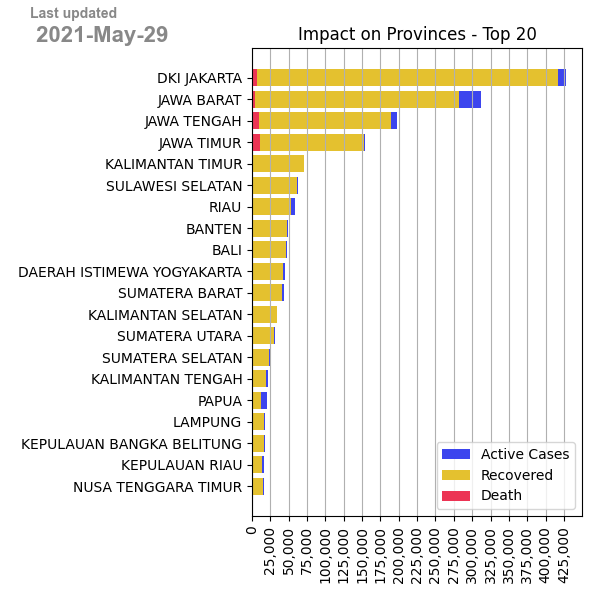 Last updated
2021-May-29
Impact on Provinces - Top 20
DKI JAKARTA
JAWA BARAT
JAWA TENGAH
JAWA TIMUR
KALIMANTAN TIMUR
SULAWESI SELATAN
RIAU
BANTEN
BALI
DAERAH ISTIMEWA YOGYAKARTA
SUMATERA BARAT
KALIMANTAN SELATAN
SUMATERA UTARA
SUMATERA SELATAN
KALIMANTAN TENGAH
PAPUA
LAMPUNG
KEPULAUAN BANGKA BELITUNG
KEPULAUAN RIAU
NUSA TENGGARA TIMUR
Active Cases
Recovered
Death
0
25,000
50,000
75,000
100,000
125,000
150,000
175,000
200,000
225,000
250,000
275,000
300,000
325,000
350,000
375,000
400,000
425,000